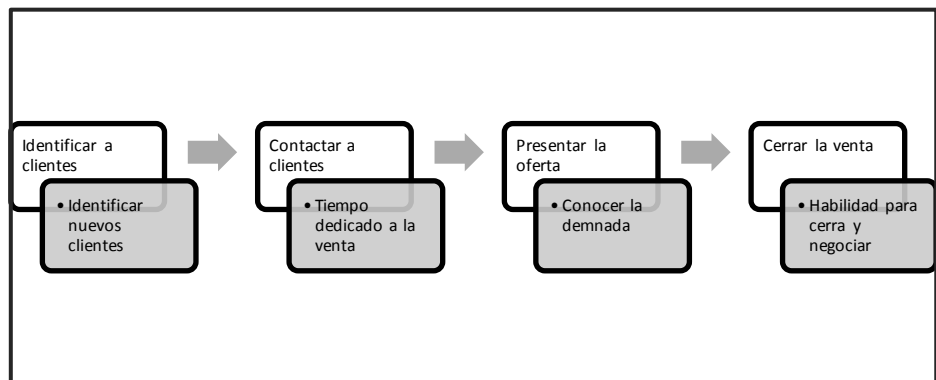 Identificar a
clientes
• Identificar
nuevos
clientes
Contactar a
clientes
• Tiempo
dedicado a la
venta
Presentar la
oferta
• Conocer la
demnada
Cerrar la venta
• Habilidad para
cerra y
negociar